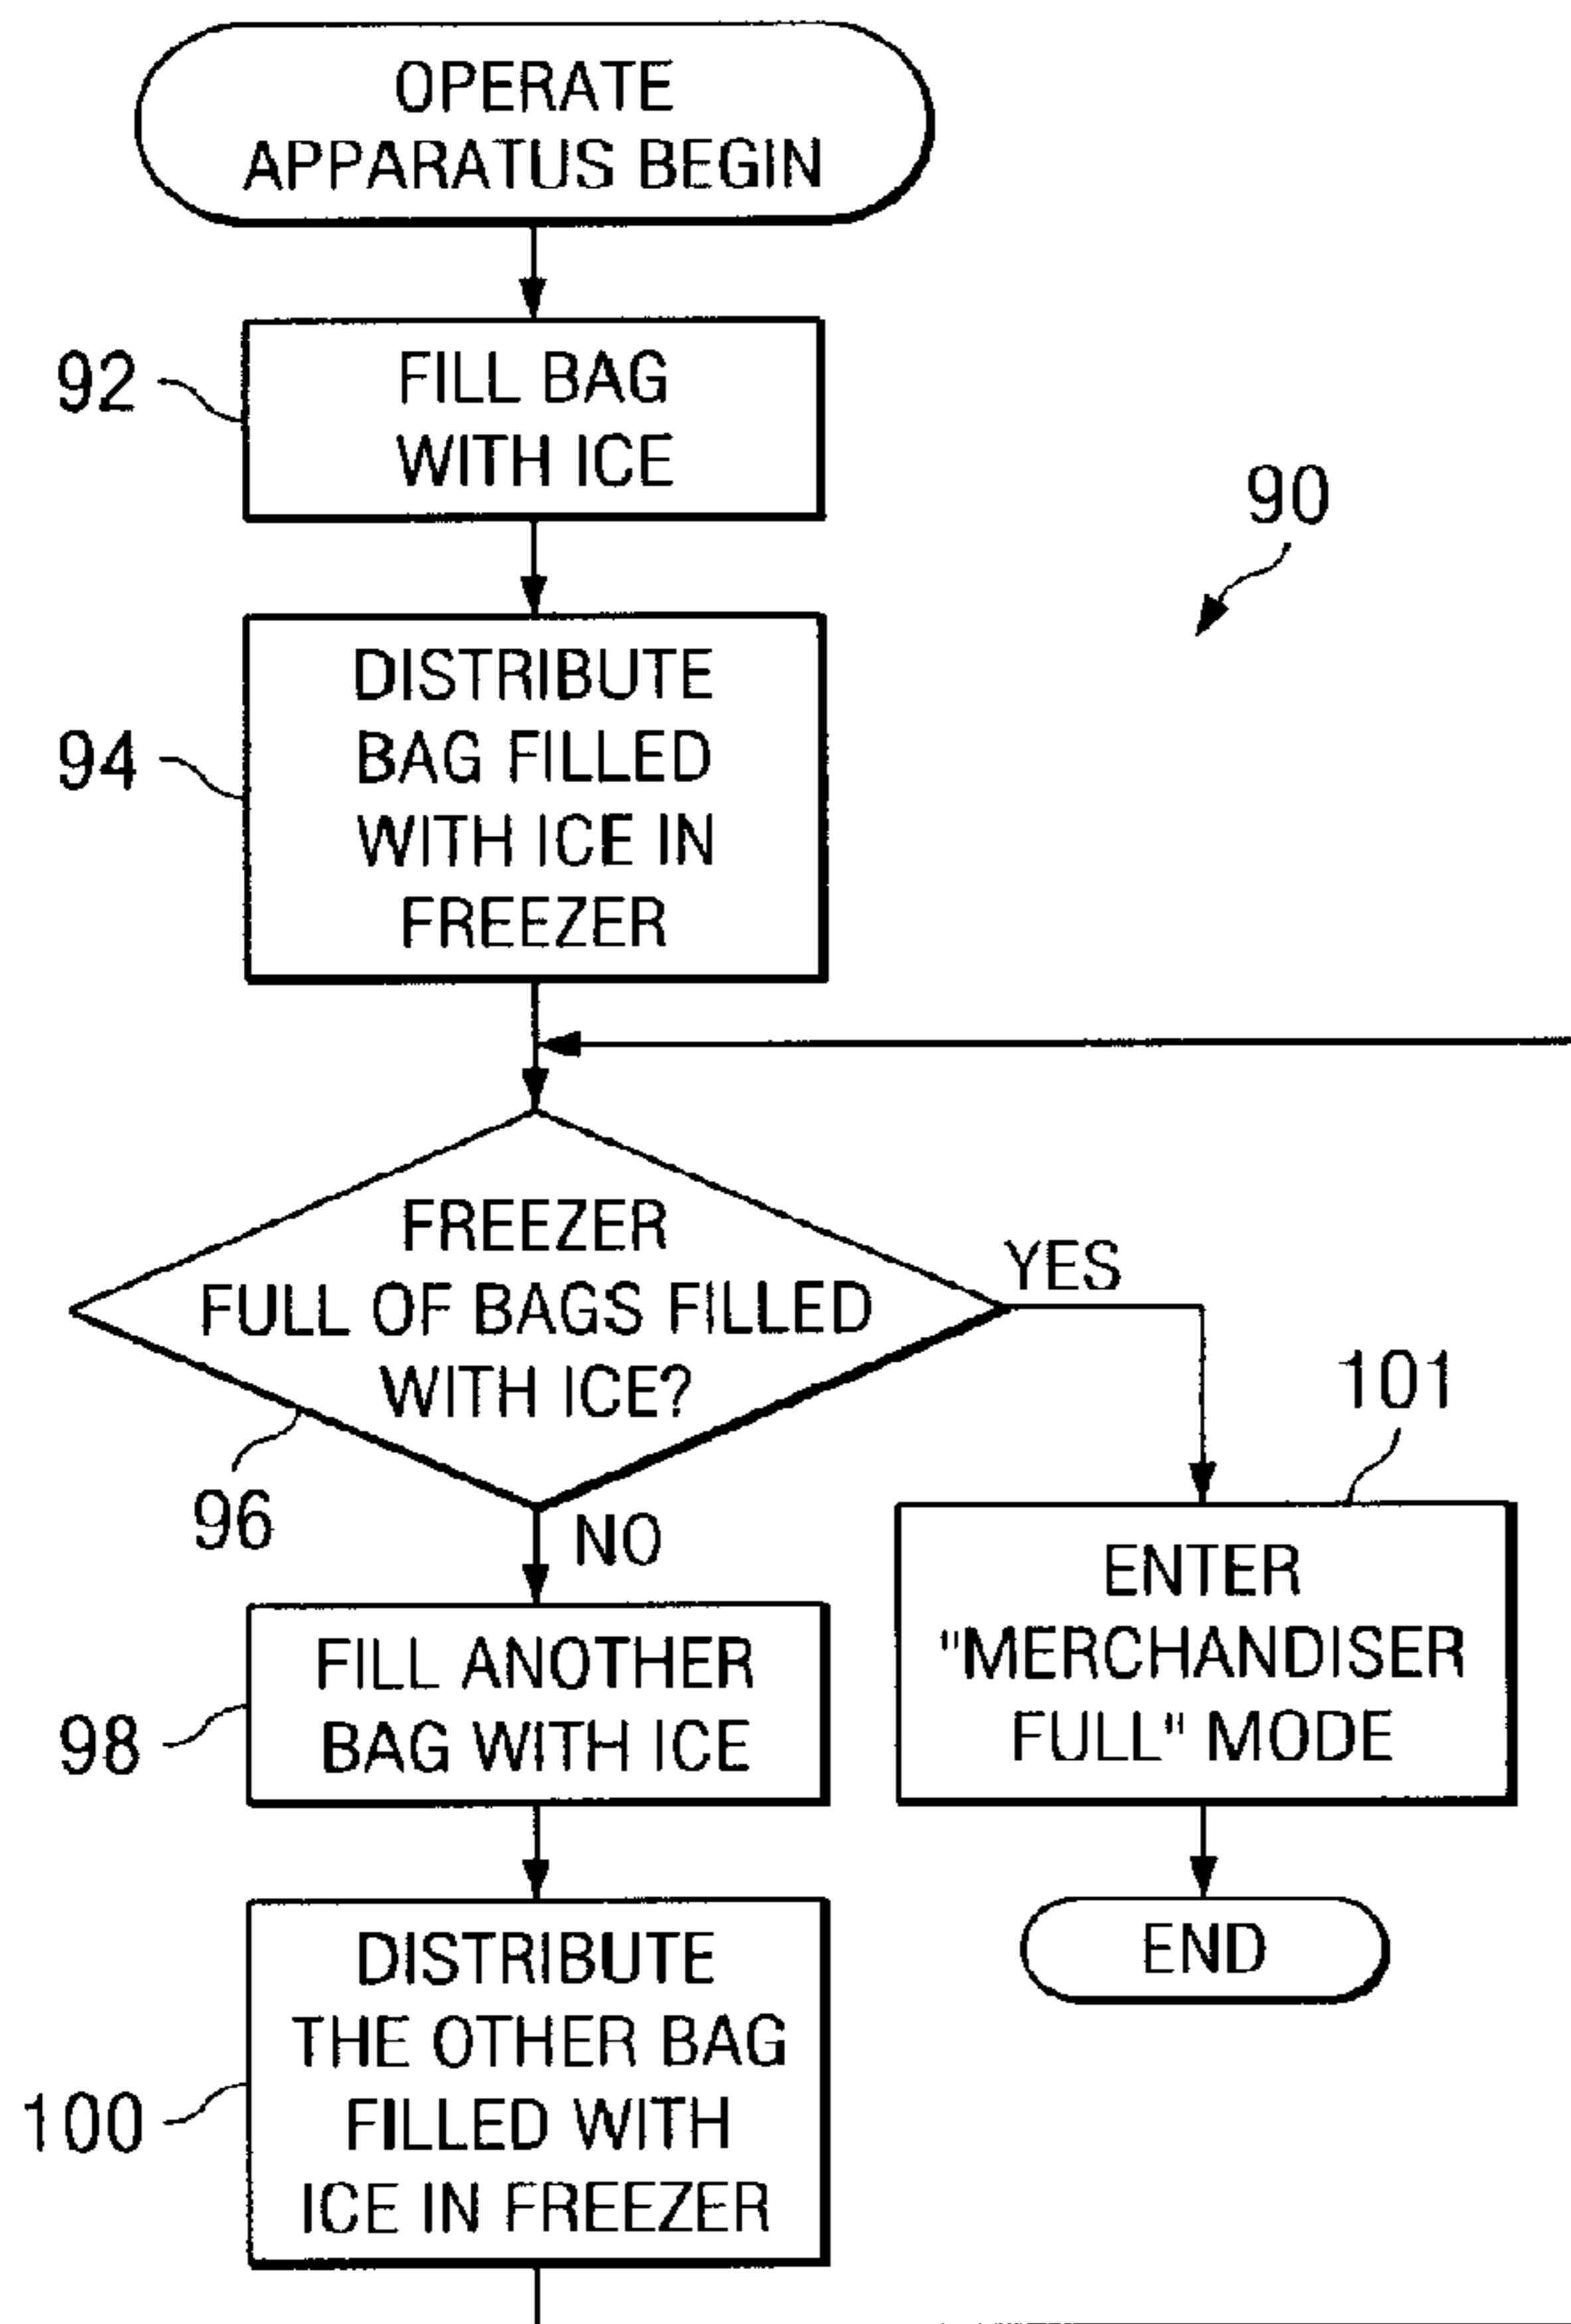 OPERATE
APPARATUS BEGIN
92
FILL BAG
WITH ICE
90
94
DISTRIBUTE
BAG FILLED
WITH ICE IN
FREEZER
FREEZER
FULL OF BAGS FILLED
WITH ICE?
YES
96
NO
101
ENTER
"MERCHANDISER
FULL" MODE
98
FILL ANOTHER
BAG WITH ICE
END
100
DISTRIBUTE
THE OTHER BAG
FILLED WITH
ICE IN FREEZER